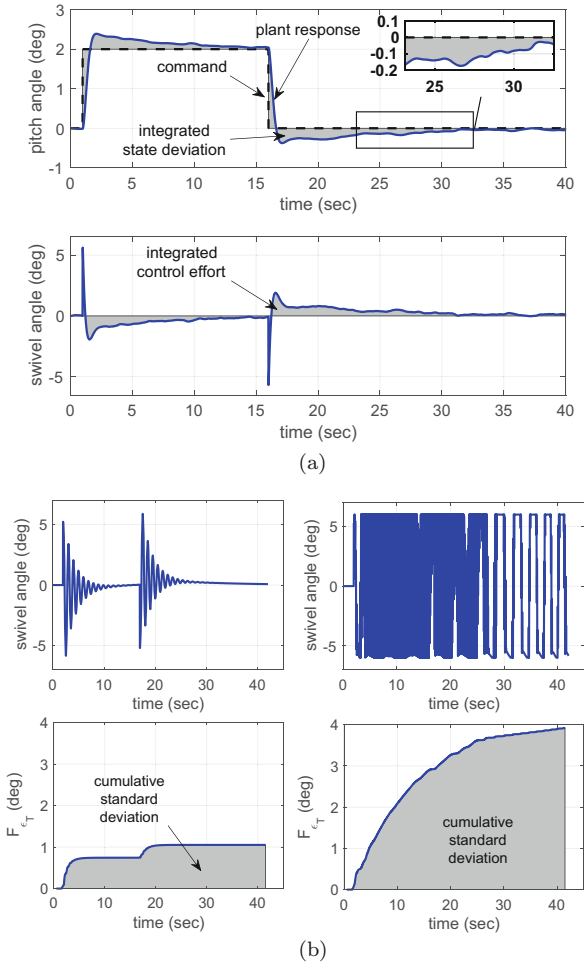 3
2
1
0
-1
pitch angle (deg)
command
plant response
integrated
state deviation
0.1
0
-0.1
-0.2
25
30
0 5 10 15 20 25 30 35 40
time (sec)
5
0
-5
swivel angle (deg)
integrated
control effort
0 5 10 15 20 25 30 35 40
time (sec)
(a)
5
0
-5
swivel angle (deg)
0 10 20 30 40
time (sec)
5
0
-5
swivel angle (deg)
0 10 20 30 40
time (sec)
4
3
2
1
0
F ϵ T (deg)
cumulative
standard
deviation
0 10 20 30 40
time (sec)
4
3
2
1
0
F ϵ T (deg)
cumulative
standard
deviation
0 10 20 30 40
time (sec)
(b)